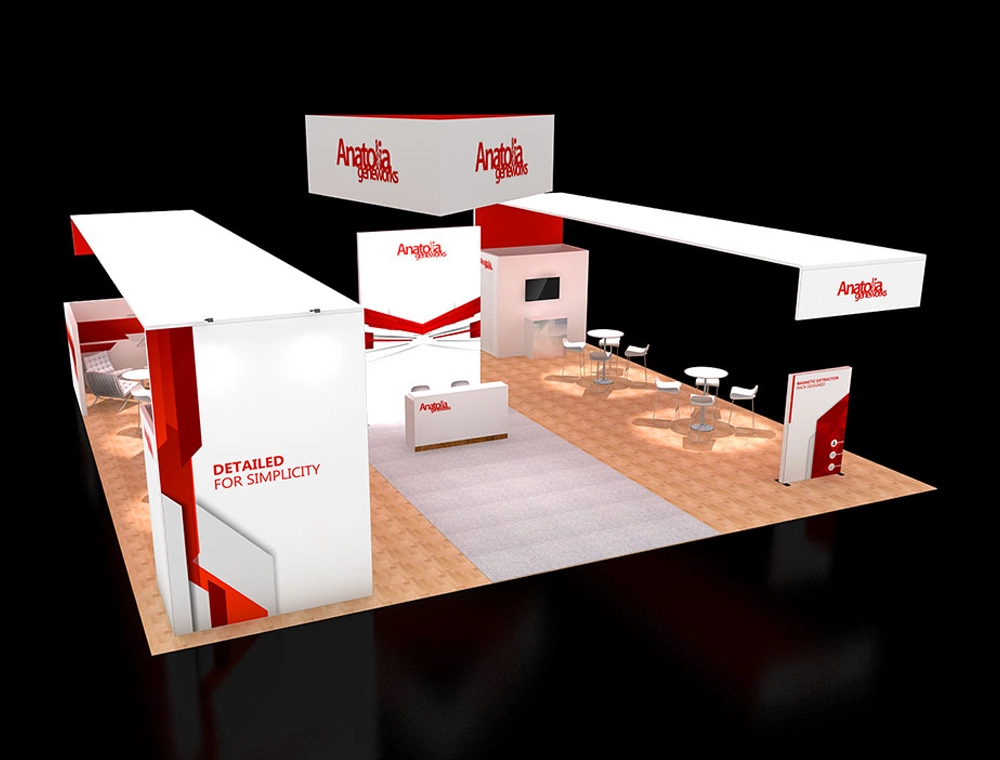 Anatolia
geneworks
Anatolia
geneworks
Anatolia
geneworks
Anatolia
geneworks
Anatolia
geneworks
MAGNETIC EXTRACTION
DETAILED
FOR SIMPLICITY